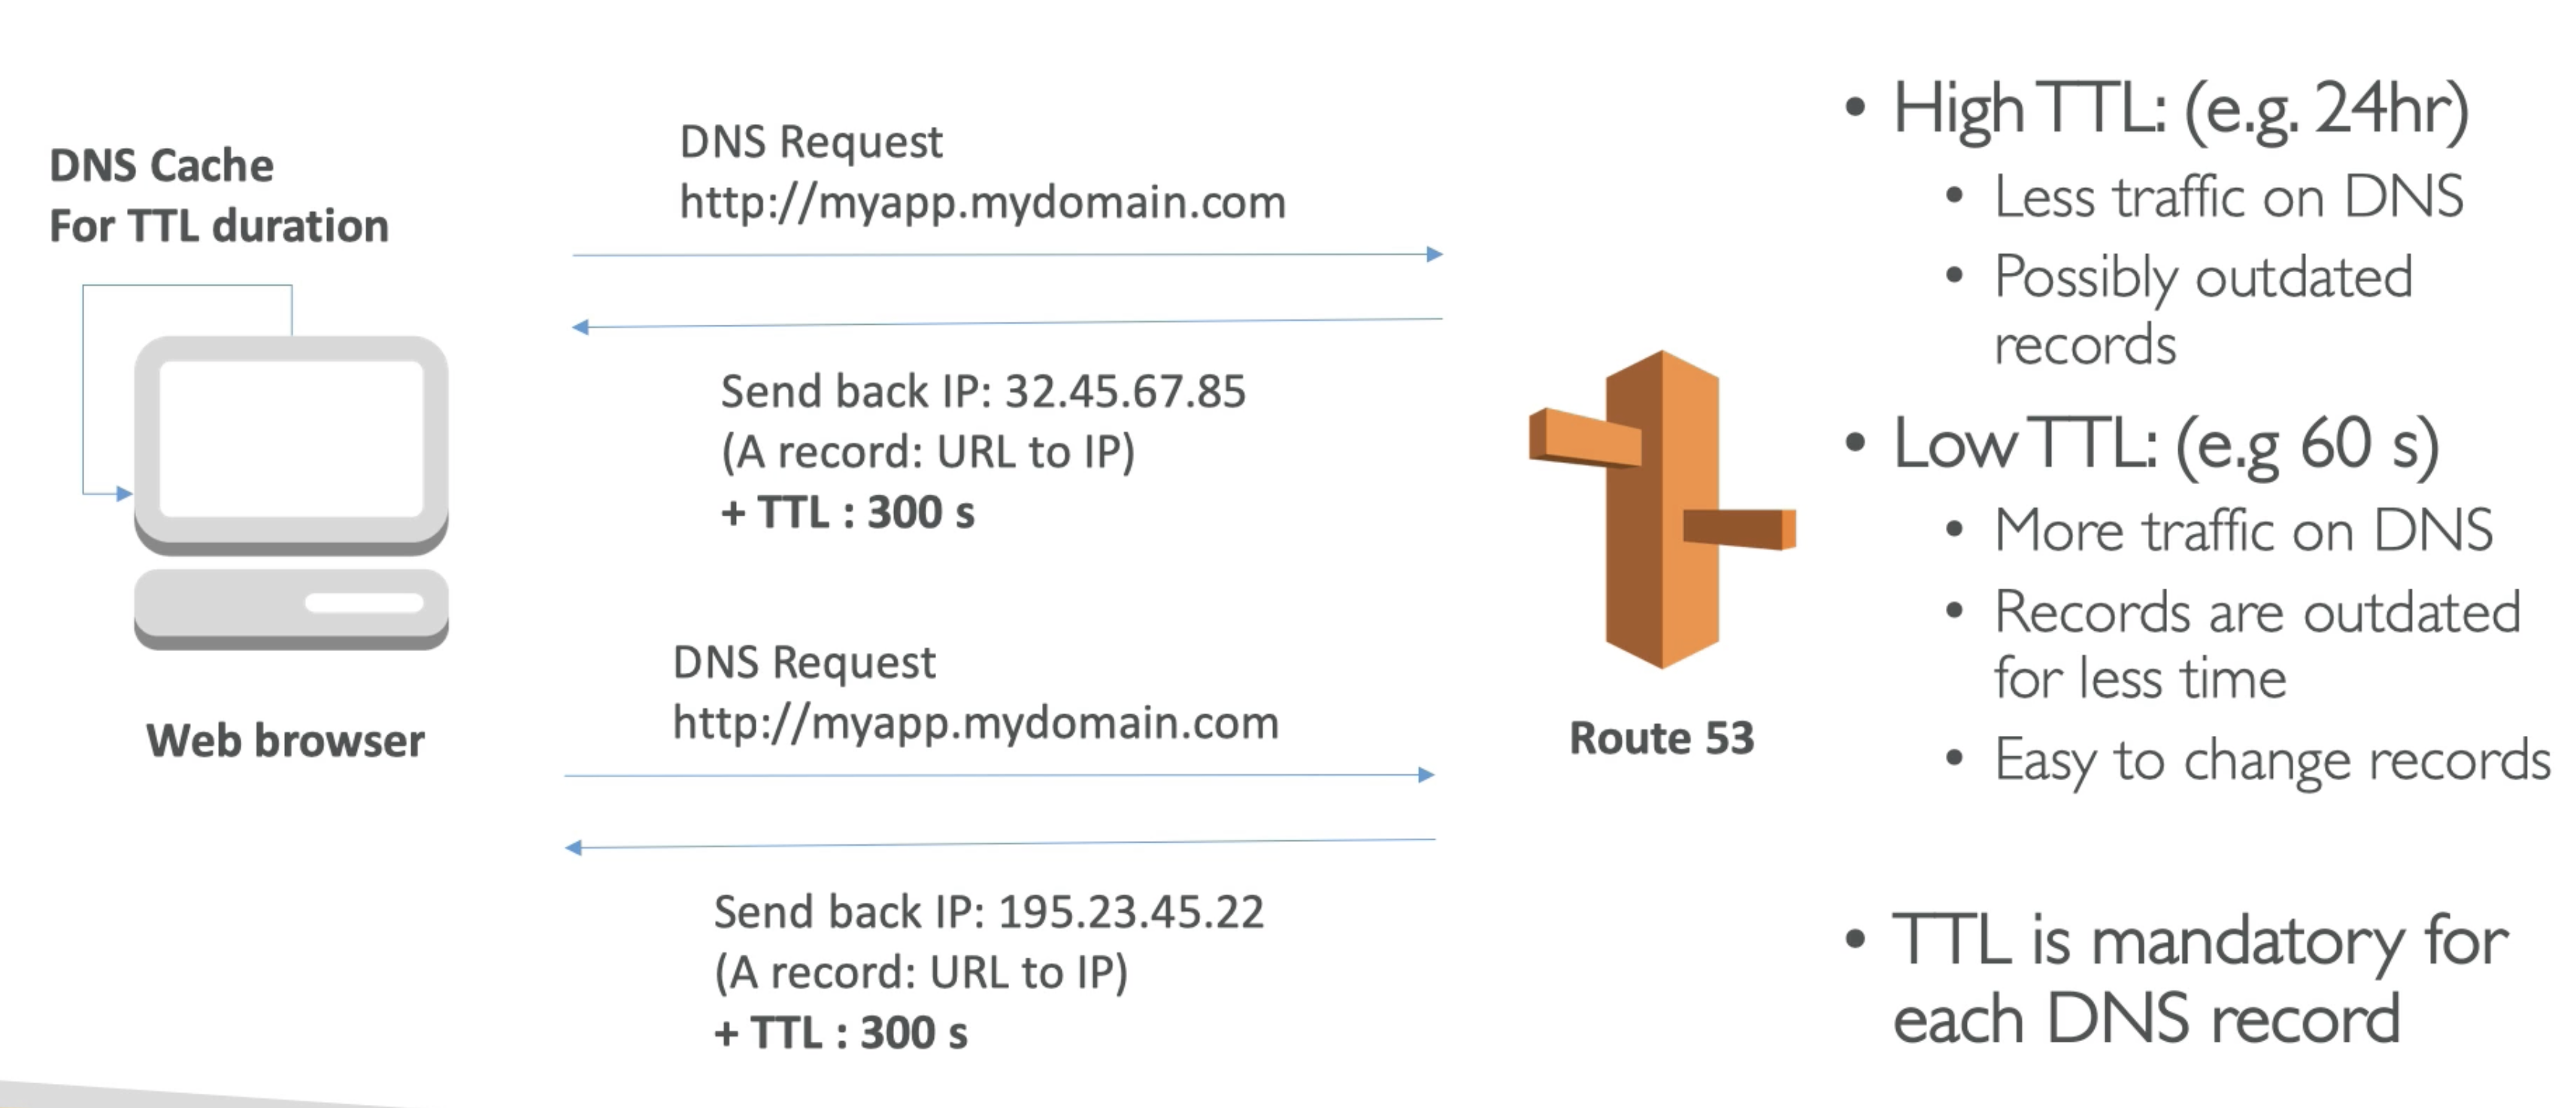 DNS Cache
For TTL duration
Web browser
DNS Request
http://myapp.mydomain.com
Send back IP: 32.45.67.85
(A record: URL to IP)
+ TTL : 300 s
DNS Request
http://myapp.mydomain.com
Send back IP: 195.23.45.22
(A record: URL to IP)
+ TTL : 300 s
Route 53
• High TTL: (e.g. 24hr)
• Less traffic on DNS
• Possibly outdated
records
• Low TTL: (e.g 60 s)
• More traffic on DNS
• Records are outdated
for less time
• Easy to change records
• TTL is mandatory for
each DNS record